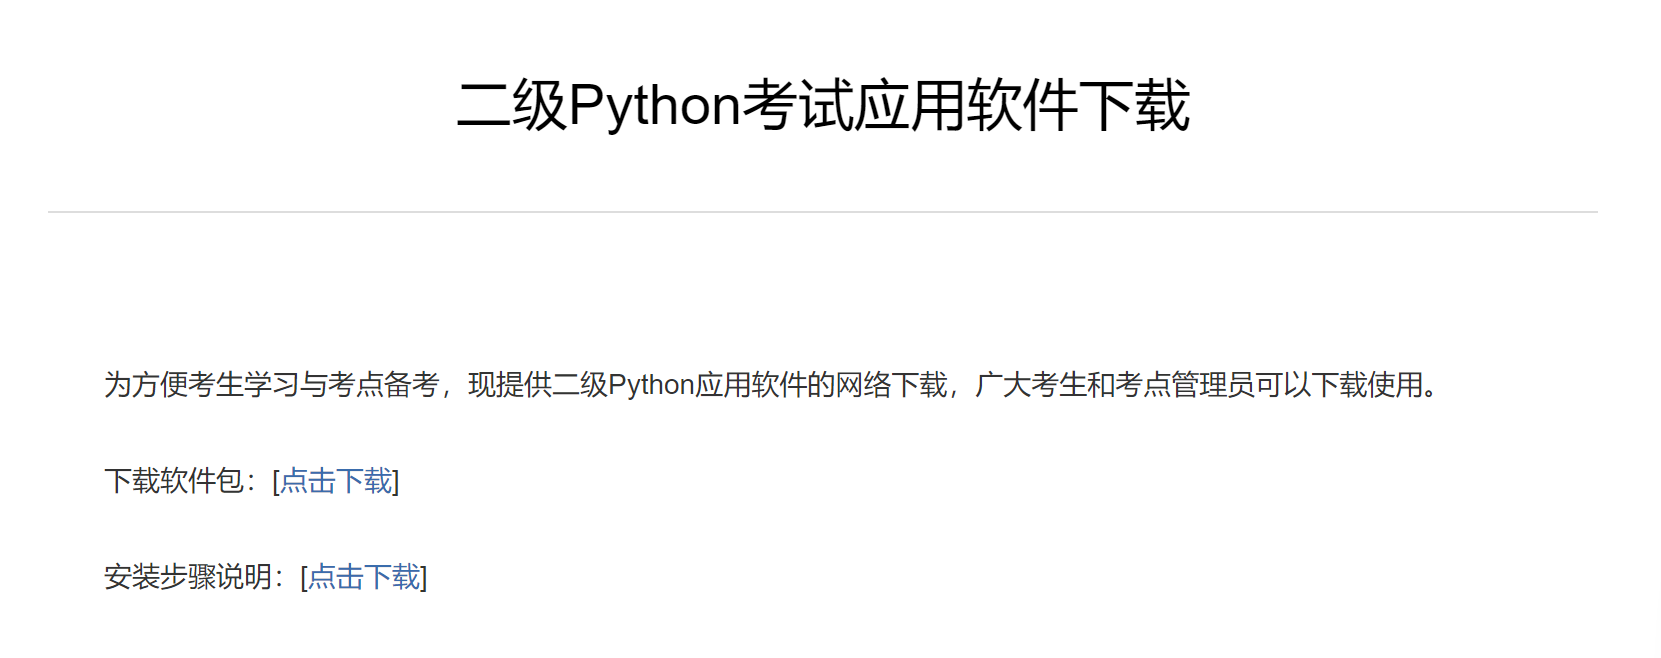 二级Python考试应用软件下载
为方便考生学习与考点备考，现提供二级Python应用软件的网络下载，广大考生和考点管理员可以下载使用。
下载软件包：[点击下载]
安装步骤说明：[点击下载]